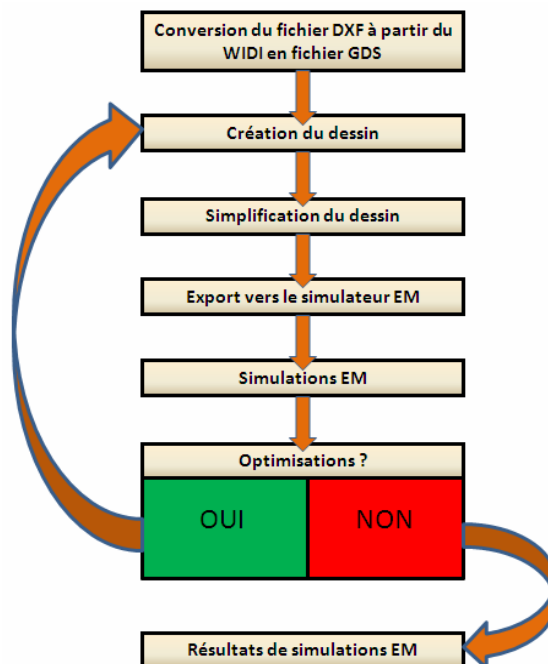 Conversion du fichier DXF à partir du
WIDI en fichier GDS
Création du dessin
Simplification du dessin
Export vers le simulateur EM
Simulations EM
Optimisations ?
OUI
NON
Résultats de simulations EM